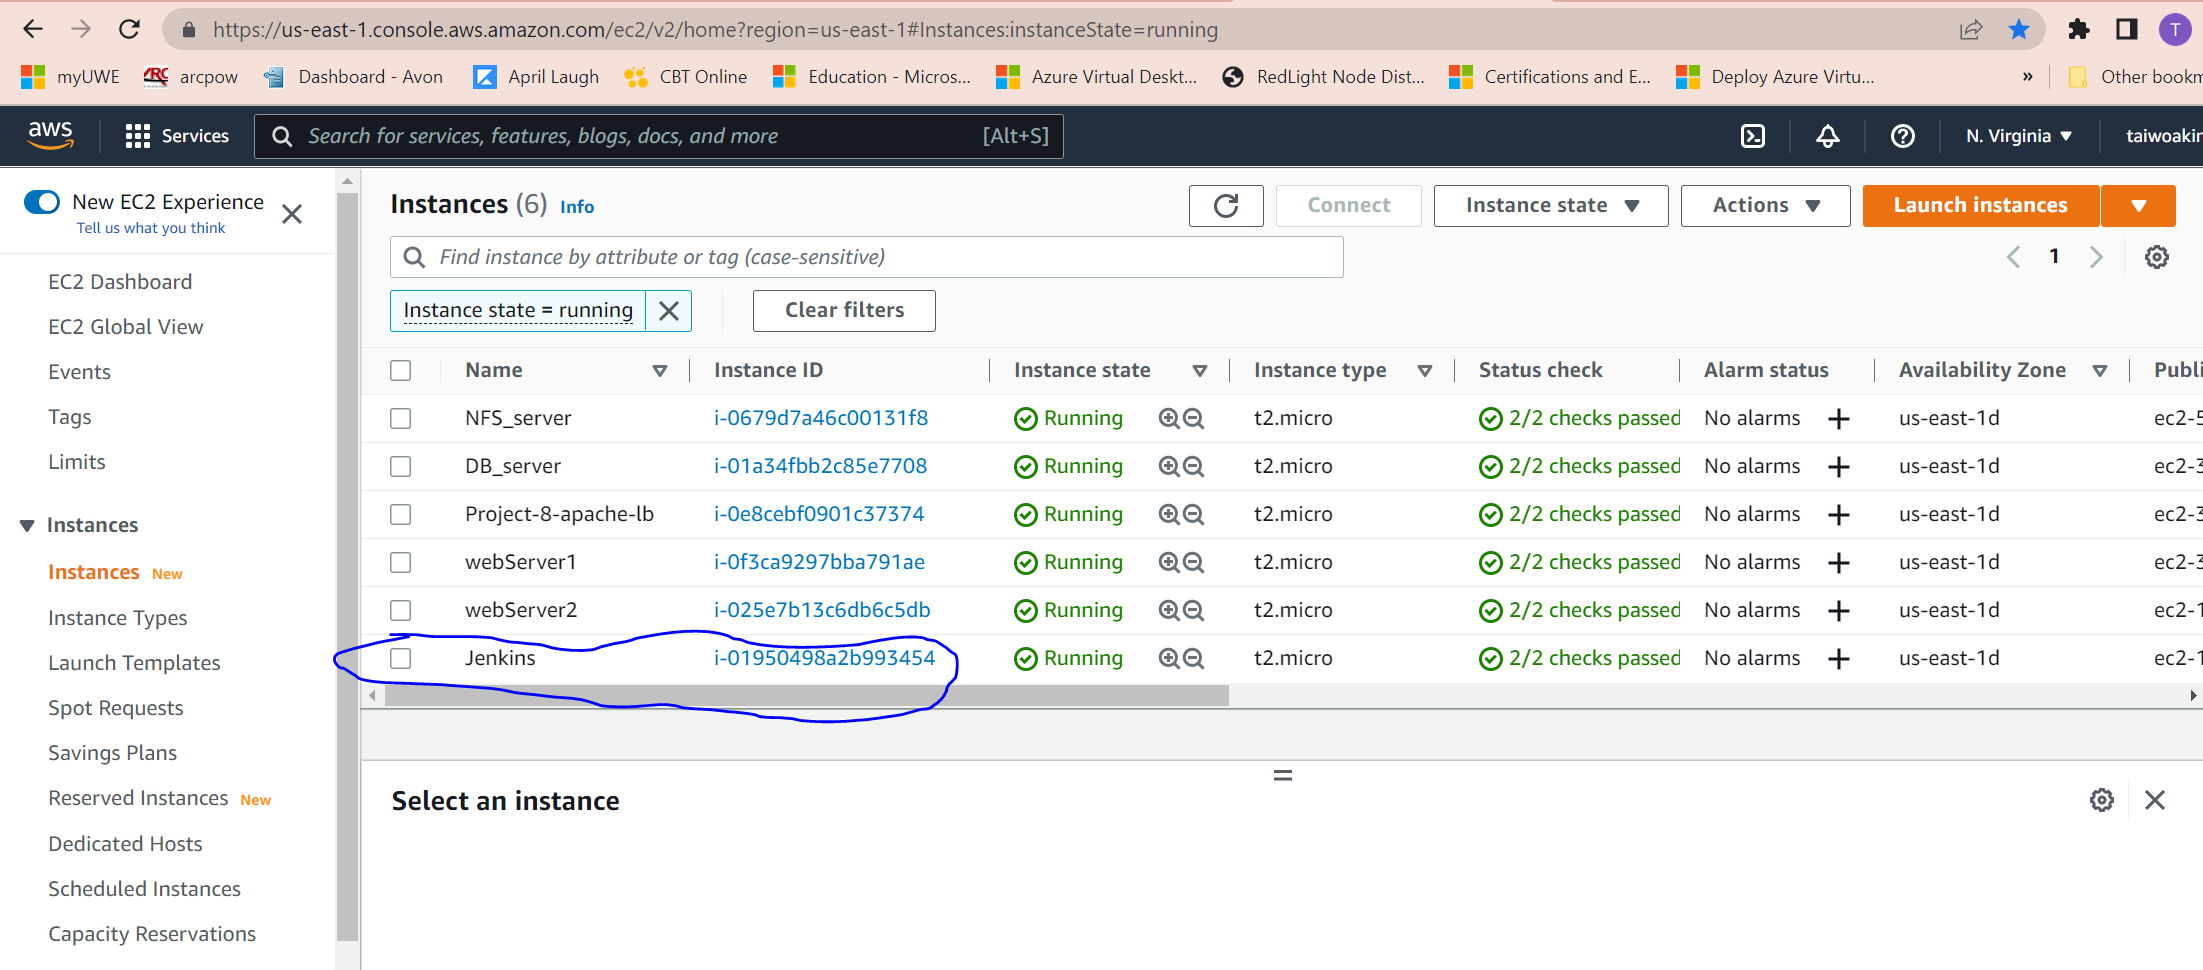 https://us-east-1.console.aws.amazon.com/ec2/v2/home?region=us-east-1#Instances:instanceState=running
T
myUWE arcpow Dashboard - Avon April Laugh CBT Online Education - Micros... Azure Virtual Deskt... RedLight Node Dist... Certifications and E... Deploy Azure Virtu... » Other bookm
aws Services Search for services, features, blogs, docs, and more [Alt+S] N. Virginia taiwoakin
New EC2 Experience
Tell us what you think
EC2 Dashboard
EC2 Global View
Events
Tags
Limits
Instances
Instances New
Instance Types
Launch Templates
Spot Requests
Savings Plans
Reserved Instances New
Dedicated Hosts
Scheduled Instances
Capacity Reservations
Instances (6) Info Connect Instance state Actions Launch instances
Find instance by attribute or tag (case-sensitive) 1
Instance state = running Clear filters
Name Instance ID Instance state Instance type Status check Alarm status Availability Zone Publi
NFS_server i-0679d7a46c00131f8 Running t2.micro 2/2 checks passed No alarms + us-east-1d ec2-5
DB_server i-01a34fbb2c85e7708 Running t2.micro 2/2 checks passed No alarms + us-east-1d ec2-3
Project-8-apache-lb i-0e8cebf0901c37374 Running t2.micro 2/2 checks passed No alarms + us-east-1d ec2-3
webServer1 i-0f3ca9297bba791ae Running t2.micro 2/2 checks passed No alarms + us-east-1d ec2-3
webServer2 i-025e7b13c6db6c5db Running t2.micro 2/2 checks passed No alarms + us-east-1d ec2-1
Jenkins i-01950498a2b993454 Running t2.micro 2/2 checks passed No alarms + us-east-1d ec2-1
Select an instance